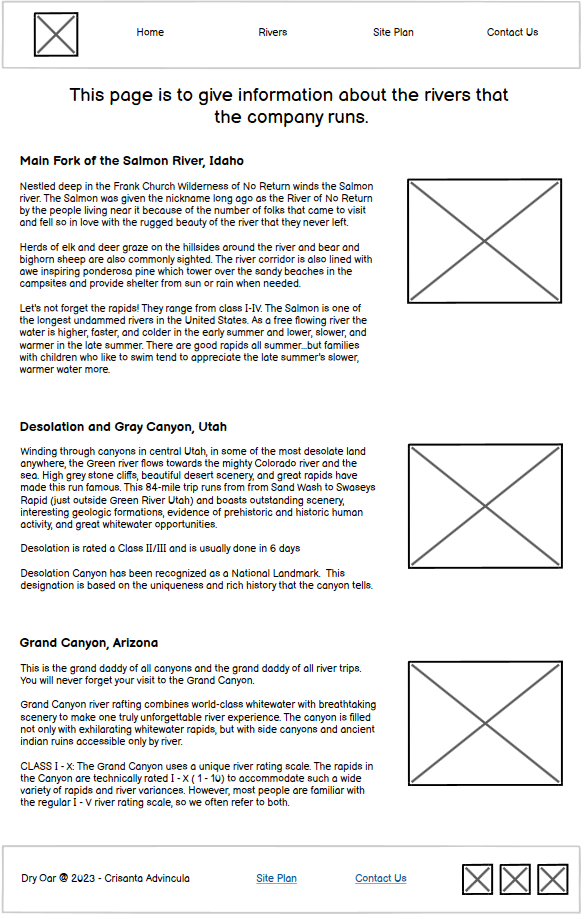 Home Rivers Site Plan Contact Us
This page is to give information about the rivers that
the company runs.
Main Fork of the Salmon River, Idaho
Nestled deep in the Frank Church Wilderness of No Return winds the Salmon
river. The Salmon was given the nickname long ago as the River of No Return
by the people living near it because of the number of folks that came to visit
and fell so in love with the rugged beauty of the river that they never left.
Herds of elk and deer graze on the hillsides around the river and bear and
bighorn sheep are also commonly sighted. The river corridor is also lined with
awe inspiring ponderosa pine which tower over the sandy beaches in the
campsites and provide shelter from sun or rain when needed.
Let's not forget the rapids! They range from class I-IV. The Salmon is one of
the longest undammed rivers in the United States. As a free flowing river the
water is higher, faster, and colder in the early summer and lower, slower, and
warmer in the late summer. There are good rapids all summer...but families
with children who like to swim tend to appreciate the late summer's slower,
warmer water more.
Desolation and Gray Canyon, Utah
Winding through canyons in central Utah, in some of the most desolate land
anywhere, the Green river flows towards the mighty Colorado river and the
sea. High grey stone cliffs, beautiful desert scenery, and great rapids have
made this run famous. This 84-mile trip runs from from Sand Wash to Swaseys
Rapid (just outside Green River Utah) and boasts outstanding scenery,
interesting geologic formations, evidence of prehistoric and historic human
activity, and great whitewater opportunities.
Desolation is rated a Class II/III and is usually done in 6 days
Desolation Canyon has been recognized as a National Landmark. This
designation is based on the uniqueness and rich history that the canyon tells.
Grand Canyon, Arizona
This is the grand daddy of all canyons and the grand daddy of all river trips.
You will never forget your visit to the Grand Canyon.
Grand Canyon river rafting combines world-class whitewater with breathtaking
scenery to make one truly unforgettable river experience. The canyon is filled
not only with exhilarating whitewater rapids, but with side canyons and ancient
indian ruins accessible only by river.
CLASS I - X: The Grand Canyon uses a unique river rating scale. The rapids in
the Canyon are technically rated I - X ( 1 - 10) to accommodate such a wide
variety of rapids and river variances. However, most people are familiar with
the regular I - V river rating scale, so we often refer to both.
Dry Oar @ 2023 - Crisanta Advincula Site Plan Contact Us